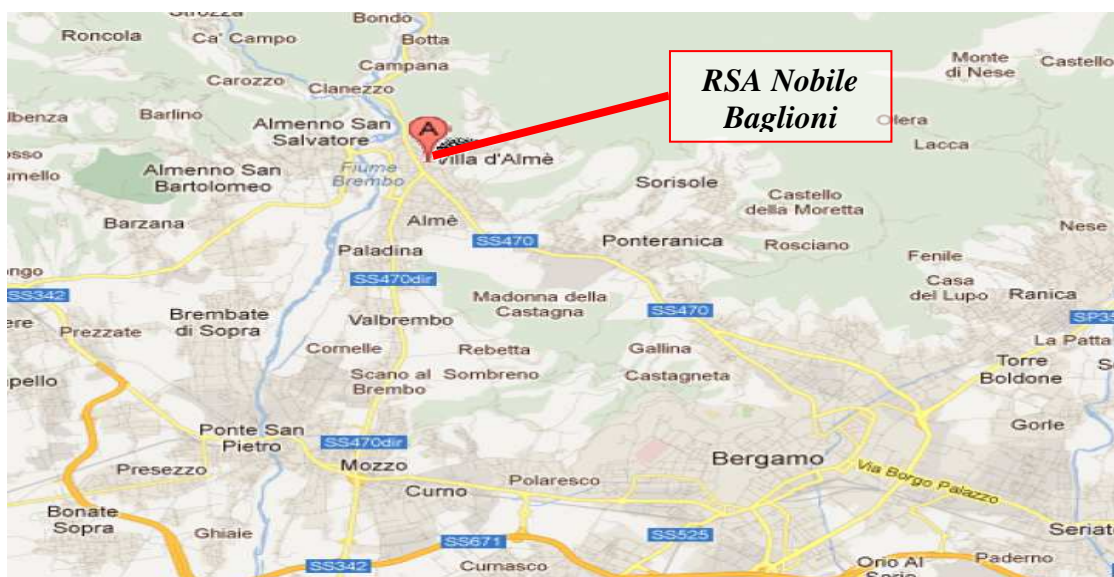 Bondo
Roncola
Ca' Campo
Botta
Campana
Carozzo
Clanezzo
Monte
di Nese
Castello
RSA Nobile
Baglioni
Barlino
Almenno San
Salvatore
A
Villa d'Almè
Olera
Lacca
Almenno San
Bartolomeo
Fiume
Brembo
Sorisole
Castello
della Moretta
Barzana
Almè
Nese
SS470
Ponteranica
Rosciano
Paladina
Fenile
SS470dir
Casa
del Lupo
Ranica
SS342
Madonna della
Castagna
SS470
Prezzate
Brembate
di Sopra
Valbrembo
La Patta
Cornelle
Rebetta
Gallina
Torre
Boldone
Scano al
Brembo
Sombreno
Castagneta
Ponte San
Pietro
Gorle
SS470dir
Mozzo
Bergamo
Via Borgo Palazzo
Presezzo
Curno
Polaresco
Bonate
Sopra
Ghiaie
SS525
SS671
SS342
Curnasco
Orio Al
Paderno